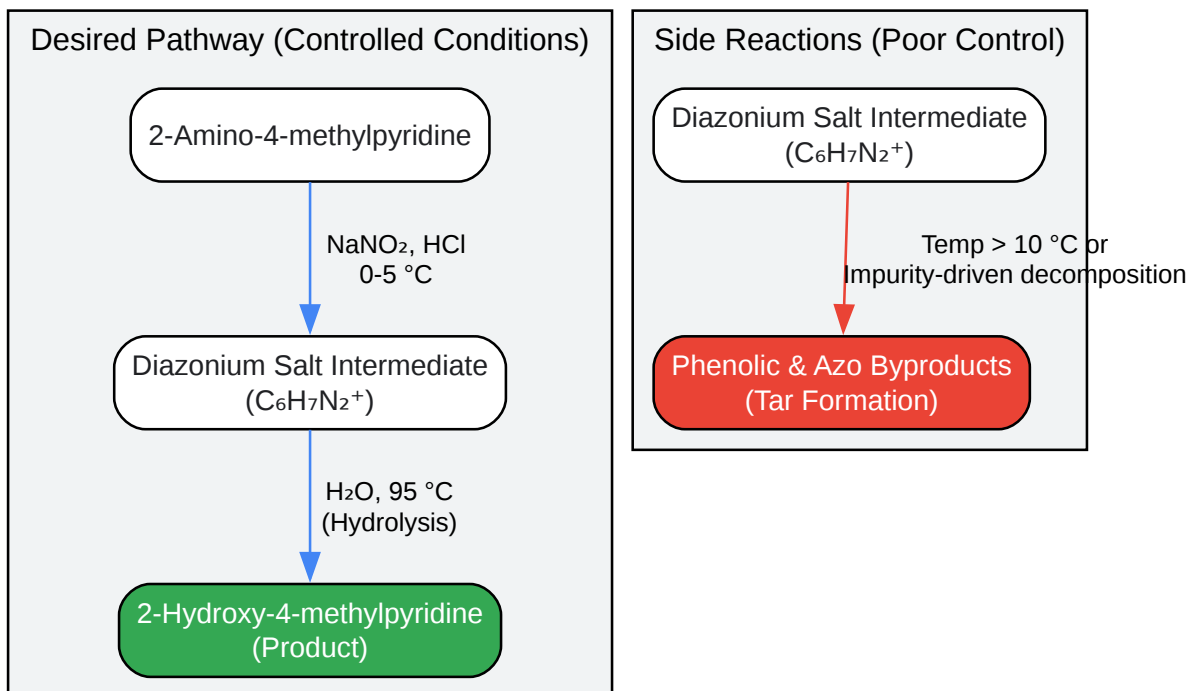 Desired Pathway (Controlled Conditions)
2-Amino-4-methylpyridine
NaNO₂, HCl
0-5 °C
Diazonium Salt Intermediate
(C₆H₇N₂⁺)
H₂O, 95 °C
(Hydrolysis)
2-Hydroxy-4-methylpyridine
(Product)
Side Reactions (Poor Control)
Diazonium Salt Intermediate
(C₆H₇N₂⁺)
Temp > 10 °C or
Impurity-driven decomposition
Phenolic & Azo Byproducts
(Tar Formation)